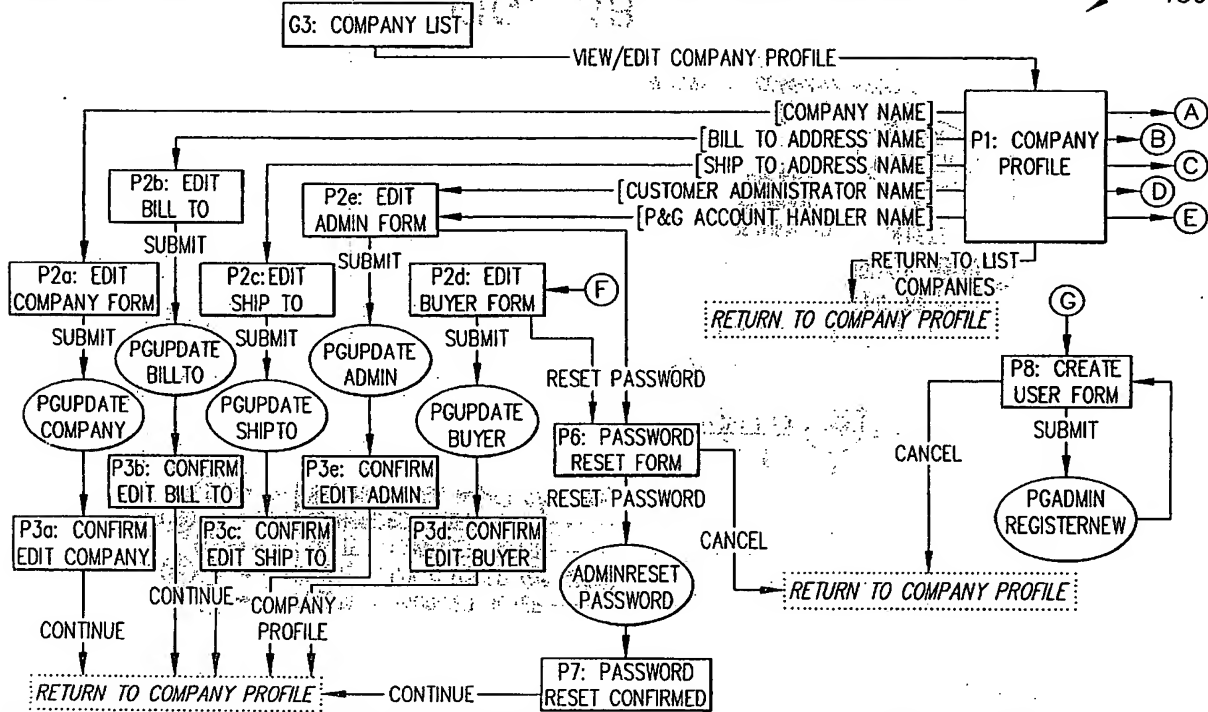 G3: COMPANY LIST
VIEW/EDIT COMPANY PROFILE
[COMPANY NAME]
[BILL TO ADDRESS NAME]
[SHIP TO ADDRESS NAME]
[CUSTOMER ADMINISTRATOR NAME]
[P&G ACCOUNT HANDLER NAME]
P1: COMPANY
PROFILE
A
B
C
D
E
RETURN TO LIST
COMPANIES
RETURN TO COMPANY PROFILE
P2b: EDIT
BILL TO
SUBMIT
P2e: EDIT
ADMIN FORM
SUBMIT
P2a: EDIT
COMPANY FORM
SUBMIT
P2c: EDIT
SHIP TO
SUBMIT
P2d: EDIT
BUYER FORM
SUBMIT
F
G
PGUPDATE
BILLTO
PGUPDATE
ADMIN
PGUPDATE
COMPANY
PGUPDATE
SHIPTO
PGUPDATE
BUYER
RESET PASSWORD
P8: CREATE
USER FORM
SUBMIT
CANCEL
PGADMIN
REGISTERNEW
P6: PASSWORD
RESET FORM
RESET PASSWORD
CANCEL
P3b: CONFIRM
EDIT BILL TO
P3e: CONFIRM
EDIT ADMIN
P3a: CONFIRM
EDIT COMPANY
P3c: CONFIRM
EDIT SHIP TO
P3d: CONFIRM
EDIT BUYER
ADMINRESET
PASSWORD
RETURN TO COMPANY PROFILE
CONTINUE
CONTINUE
COMPANY
PROFILE
P7: PASSWORD
RESET CONFIRMED
CONTINUE
RETURN TO COMPANY PROFILE